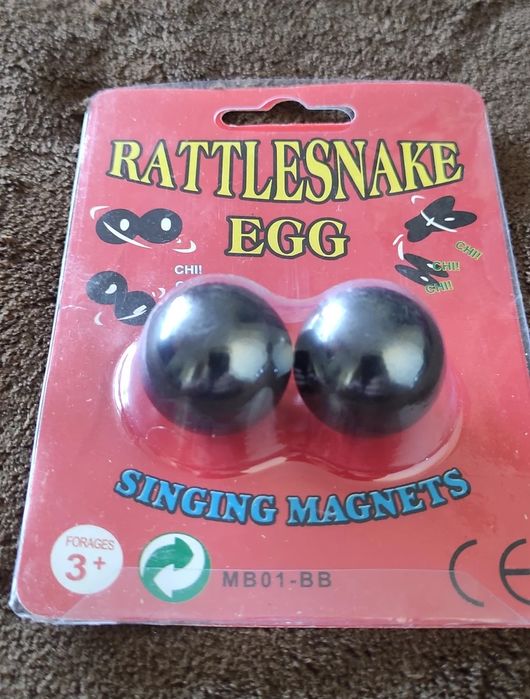 RATTLESNAKE
EGG
CHI!
CHI!
CHI!
CHI!
SINGING MAGNETS
FORAGES
3+
MB01-BB
CE